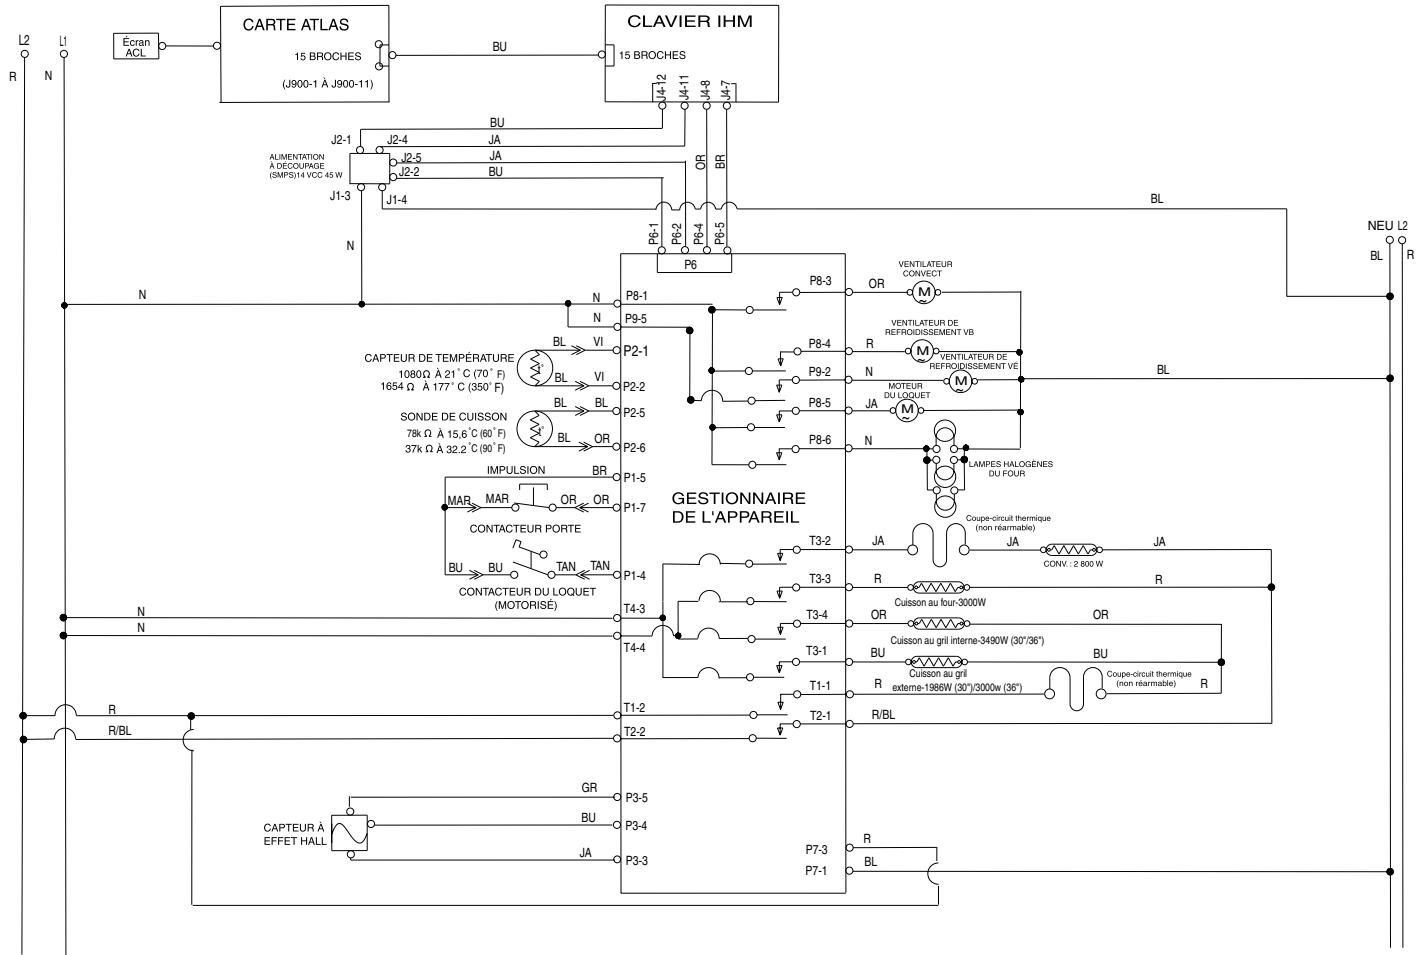 L2
L1
R
N
Écran
ACL
CARTE ATLAS
15 BROCHES
(J900-1 À J900-11)
BU
CLAVIER IHM
15 BROCHES
J4-12
J4-11
J4-8
J4-7
BU
J2-1
J2-4
JA
ALIMENTATION
À DÉCOUPAGE
(SMPS)14 VCC 45 W
J2-5
JA
J2-2
BU
OR
BR
J1-3
J1-4
BL
N
P6-1
P6-2
P6-4
P6-5
P6
NEU
L2
BL
R
N
N
P8-1
N
P9-5
P8-3
OR
VENTILATEUR
CONVECT
M
CAPTEUR DE TEMPÉRATURE
1080Ω À 21°C (70°F)
1654 Ω À 177°C (350°F)
BL
VI
P2-1
BL
VI
P2-2
P8-4
R
VENTILATEUR DE
REFROIDISSEMENT VB
M
P9-2
N
VENTILATEUR DE
REFROIDISSEMENT VÉ
M
BL
P8-5
JA
MOTEUR
DU LOQUET
M
SONDE DE CUISSON
78k Ω À 15,6°C (60°F)
37k Ω À 32.2°C (90°F)
BL
BL
P2-5
BL
OR
P2-6
P8-6
N
LAMPES HALOGÈNES
DU FOUR
IMPULSION
BR
P1-5
MAR
MAR
OR
OR
P1-7
CONTACTEUR PORTE
GESTIONNAIRE
DE L'APPAREIL
BU
BU
TAN
TAN
P1-4
CONTACTEUR DU LOQUET
(MOTORISÉ)
T3-2
JA
Coupe-circuit thermique
(non réarmable)
JA
CONV. : 2 800 W
JA
T3-3
R
Cuisson au four-3000W
R
N
T4-3
N
T4-4
T3-4
OR
Cuisson au gril interne-3490W (30"/36")
OR
T3-1
BU
Cuisson au gril
externe-1986W (30")/3000w (36")
BU
T1-1
R
Coupe-circuit thermique
(non réarmable)
R
R
T1-2
T2-1
R/BL
R/BL
T2-2
CAPTEUR À
EFFET HALL
GR
P3-5
BU
P3-4
JA
P3-3
P7-3
R
P7-1
BL